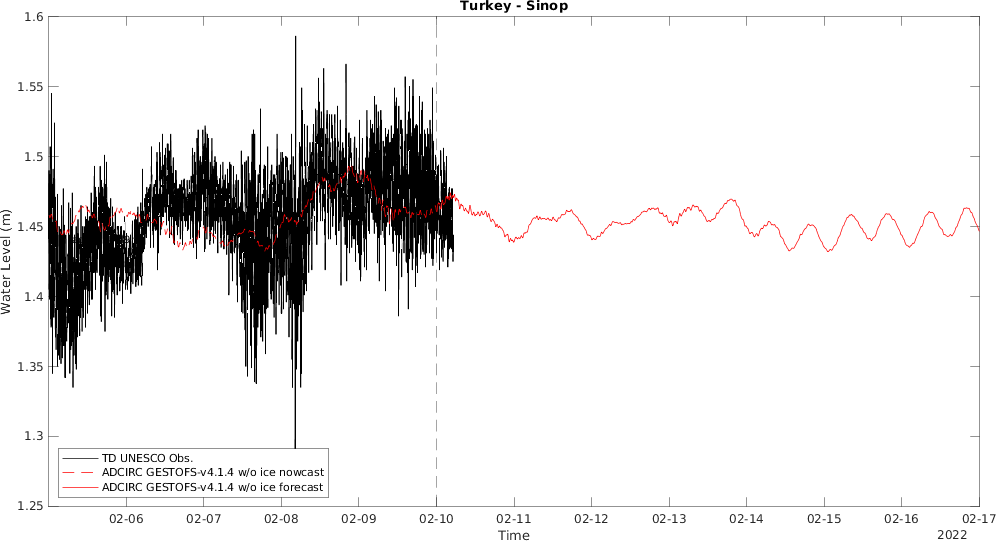 Turkey - Sinop
1.6
1.55
1.5
1.45
1.4
1.35
1.3
1.25
Water Level (m)
TD UNESCO Obs.
ADCIRC GESTOFS-v4.1.4 w/o ice nowcast
ADCIRC GESTOFS-v4.1.4 w/o ice forecast
02-06 02-07 02-08 02-09 02-10 02-11 02-12 02-13 02-14 02-15 02-16 02-17
Time
2022